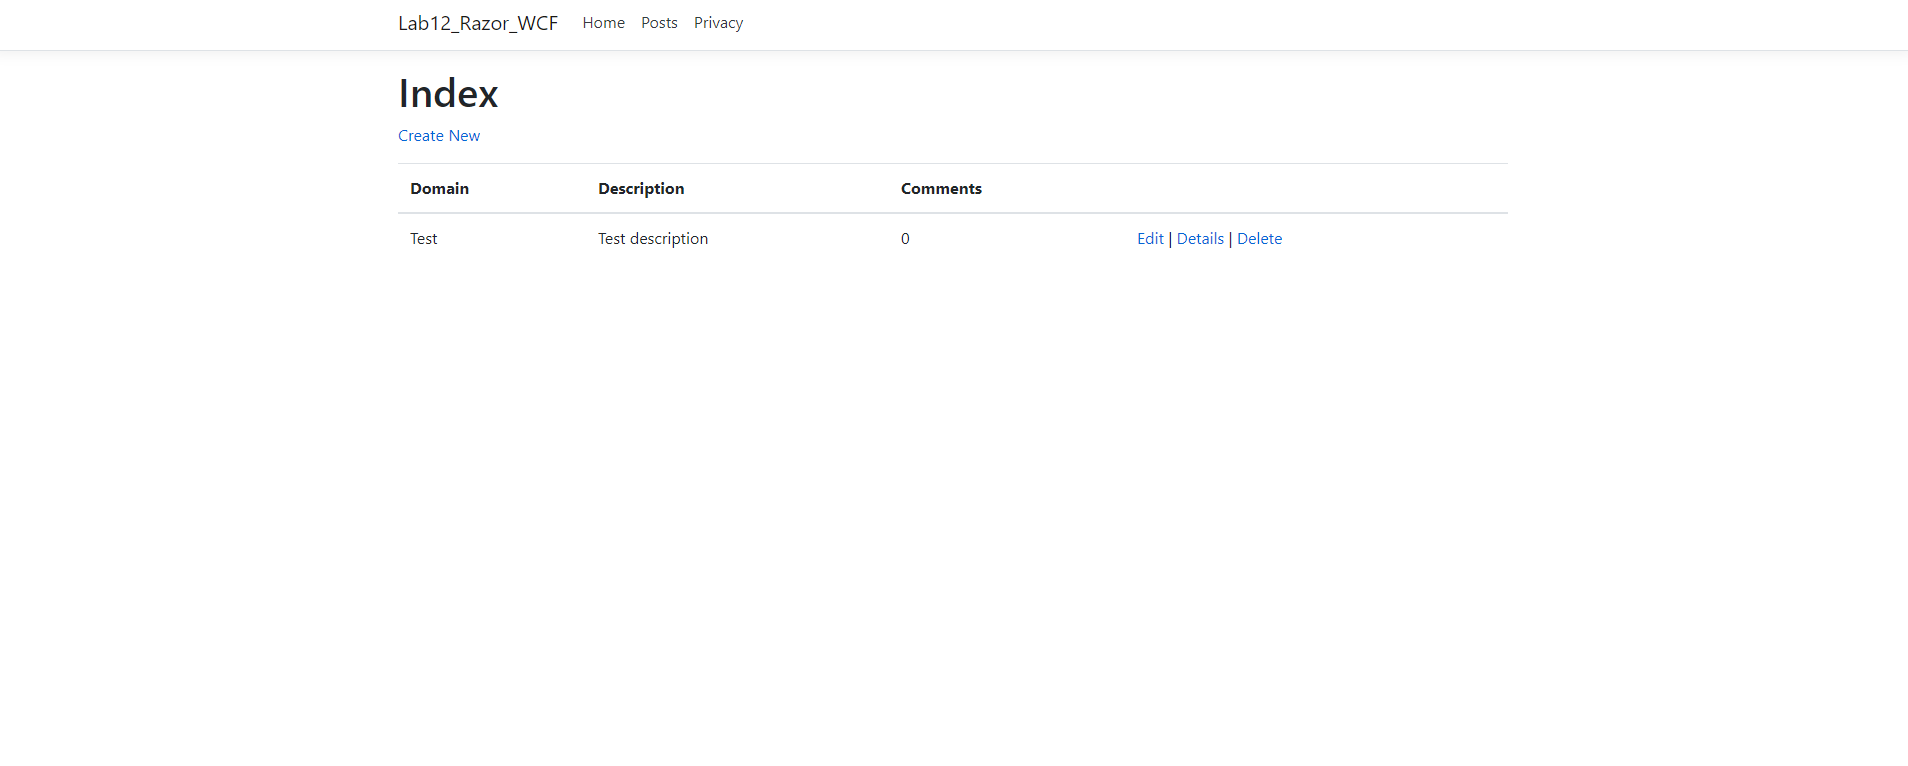 Lab12_Razor_WCF Home Posts Privacy
Index
Create New
Domain Description Comments
Test Test description 0 Edit | Details | Delete